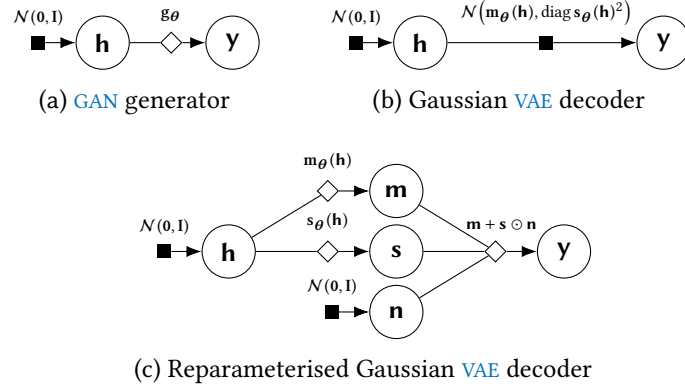 𝒩(0, I) g_θ 𝒩(0, I) 𝒩(m_θ(h), diag s_θ(h)²)
h y h y
(a) GAN generator (b) Gaussian VAE decoder
m_θ(h)
m
𝒩(0, I) s_θ(h) m + s ⊙ n
h s y
𝒩(0, I)
n
(c) Reparameterised Gaussian VAE decoder